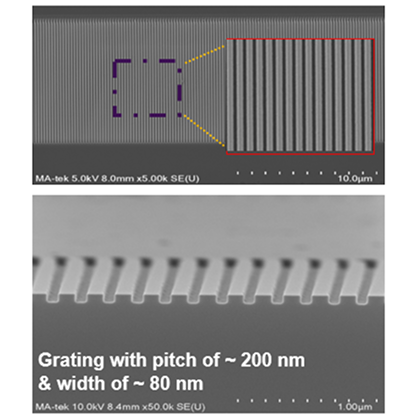 MA-tek 5.0kV 8.0mm x5.00k SE(U) 10.0µm
Grating with pitch of ~ 200 nm
& width of ~ 80 nm
MA-tek 10.0kV 8.4mm x50.0k SE(U) 1.00µm